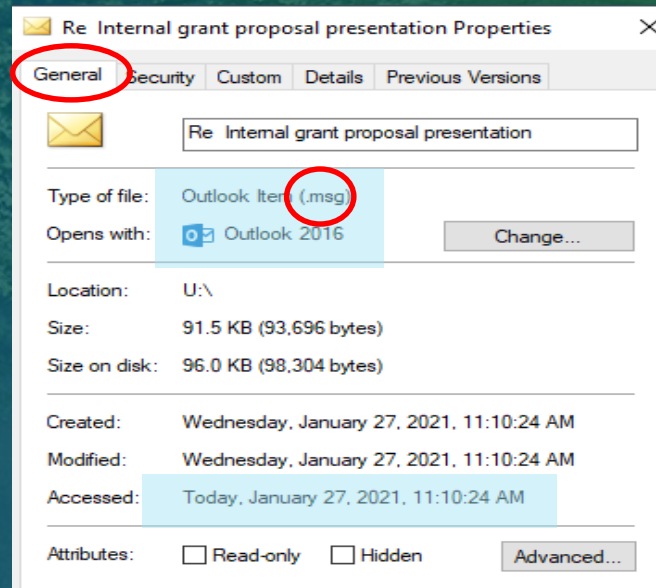 Re Internal grant proposal presentation Properties
General Security Custom Details Previous Versions
Re Internal grant proposal presentation
Type of file: Outlook Item (.msg)
Opens with: Outlook 2016 Change...
Location: U:\
Size: 91.5 KB (93,696 bytes)
Size on disk: 96.0 KB (98,304 bytes)
Created: Wednesday, January 27, 2021, 11:10:24 AM
Modified: Wednesday, January 27, 2021, 11:10:24 AM
Accessed: Today, January 27, 2021, 11:10:24 AM
Attributes: Read-only Hidden Advanced...